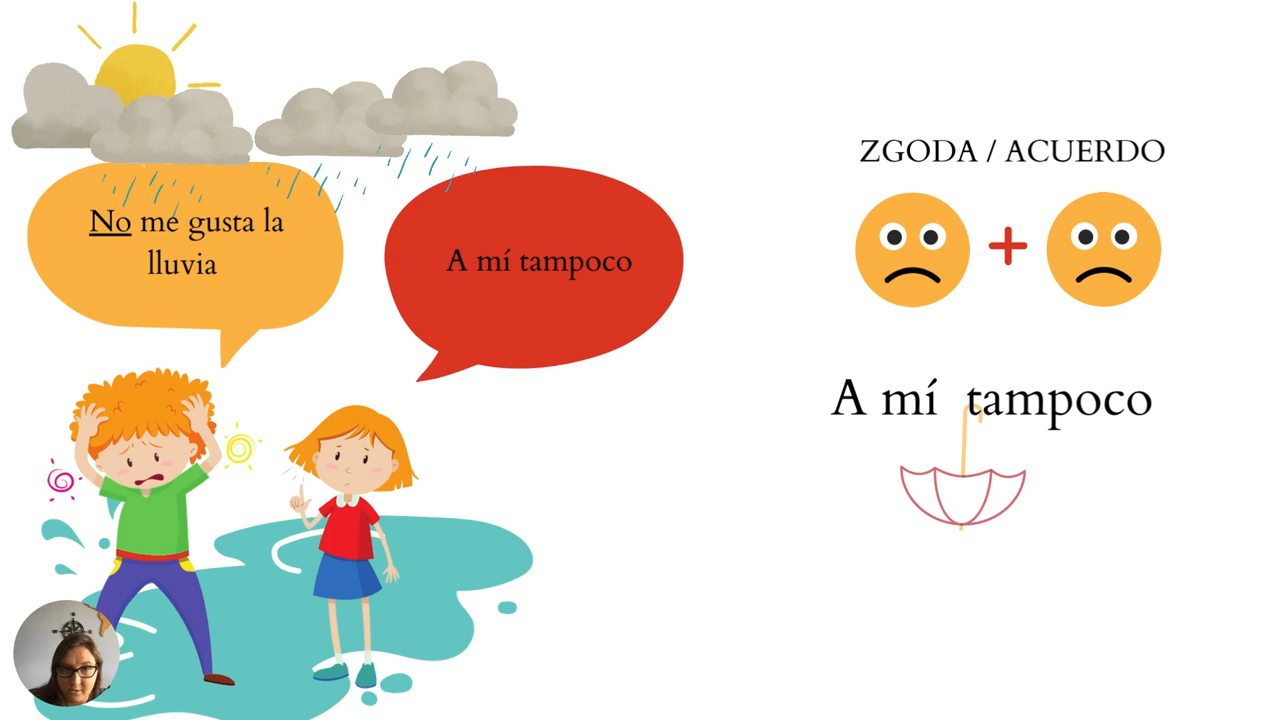 No me gusta la
lluvia
A mí tampoco
ZGODA / ACUERDO
A mí tampoco